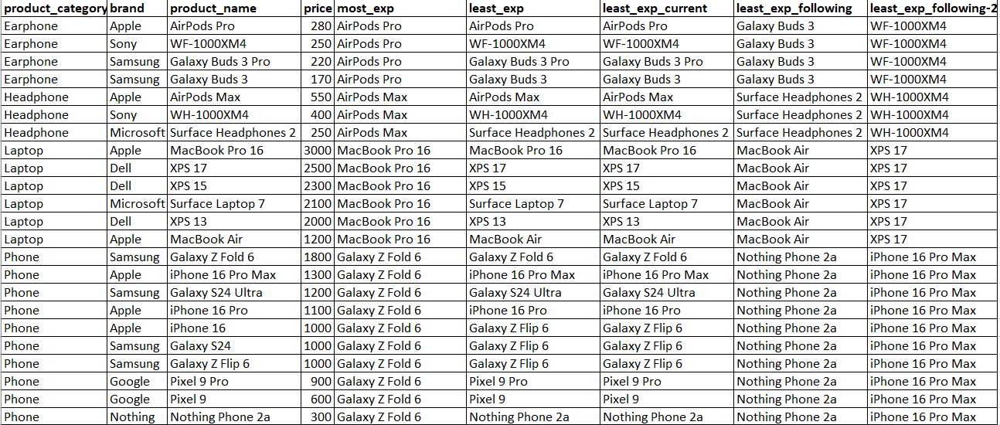 product_category brand product_name price most_exp least_exp least_exp_current least_exp_following least_exp_following-2
Earphone Apple AirPods Pro 280 AirPods Pro AirPods Pro AirPods Pro Galaxy Buds 3 WF-1000XM4
Earphone Sony WF-1000XM4 250 AirPods Pro WF-1000XM4 WF-1000XM4 Galaxy Buds 3 WF-1000XM4
Earphone Samsung Galaxy Buds 3 Pro 220 AirPods Pro Galaxy Buds 3 Pro Galaxy Buds 3 Pro Galaxy Buds 3 WF-1000XM4
Earphone Samsung Galaxy Buds 3 170 AirPods Pro Galaxy Buds 3 Galaxy Buds 3 Galaxy Buds 3 WF-1000XM4
Headphone Apple AirPods Max 550 AirPods Max AirPods Max AirPods Max Surface Headphones 2 WH-1000XM4
Headphone Sony WH-1000XM4 400 AirPods Max WH-1000XM4 WH-1000XM4 Surface Headphones 2 WH-1000XM4
Headphone Microsoft Surface Headphones 2 250 AirPods Max Surface Headphones 2 Surface Headphones 2 Surface Headphones 2 WH-1000XM4
Laptop Apple MacBook Pro 16 3000 MacBook Pro 16 MacBook Pro 16 MacBook Pro 16 MacBook Air XPS 17
Laptop Dell XPS 17 2500 MacBook Pro 16 XPS 17 XPS 17 MacBook Air XPS 17
Laptop Dell XPS 15 2300 MacBook Pro 16 XPS 15 XPS 15 MacBook Air XPS 17
Laptop Microsoft Surface Laptop 7 2100 MacBook Pro 16 Surface Laptop 7 Surface Laptop 7 MacBook Air XPS 17
Laptop Dell XPS 13 2000 MacBook Pro 16 XPS 13 XPS 13 MacBook Air XPS 17
Laptop Apple MacBook Air 1200 MacBook Pro 16 MacBook Air MacBook Air MacBook Air XPS 17
Phone Samsung Galaxy Z Fold 6 1800 Galaxy Z Fold 6 Galaxy Z Fold 6 Galaxy Z Fold 6 Nothing Phone 2a iPhone 16 Pro Max
Phone Apple iPhone 16 Pro Max 1300 Galaxy Z Fold 6 iPhone 16 Pro Max iPhone 16 Pro Max Nothing Phone 2a iPhone 16 Pro Max
Phone Samsung Galaxy S24 Ultra 1200 Galaxy Z Fold 6 Galaxy S24 Ultra Galaxy S24 Ultra Nothing Phone 2a iPhone 16 Pro Max
Phone Apple iPhone 16 Pro 1100 Galaxy Z Fold 6 iPhone 16 Pro iPhone 16 Pro Nothing Phone 2a iPhone 16 Pro Max
Phone Apple iPhone 16 1000 Galaxy Z Fold 6 Galaxy Z Flip 6 Galaxy Z Flip 6 Nothing Phone 2a iPhone 16 Pro Max
Phone Samsung Galaxy S24 1000 Galaxy Z Fold 6 Galaxy Z Flip 6 Galaxy Z Flip 6 Nothing Phone 2a iPhone 16 Pro Max
Phone Samsung Galaxy Z Flip 6 1000 Galaxy Z Fold 6 Galaxy Z Flip 6 Galaxy Z Flip 6 Nothing Phone 2a iPhone 16 Pro Max
Phone Google Pixel 9 Pro 900 Galaxy Z Fold 6 Pixel 9 Pro Pixel 9 Pro Nothing Phone 2a iPhone 16 Pro Max
Phone Google Pixel 9 600 Galaxy Z Fold 6 Pixel 9 Pixel 9 Nothing Phone 2a iPhone 16 Pro Max
Phone Nothing Nothing Phone 2a 300 Galaxy Z Fold 6 Nothing Phone 2a Nothing Phone 2a Nothing Phone 2a iPhone 16 Pro Max